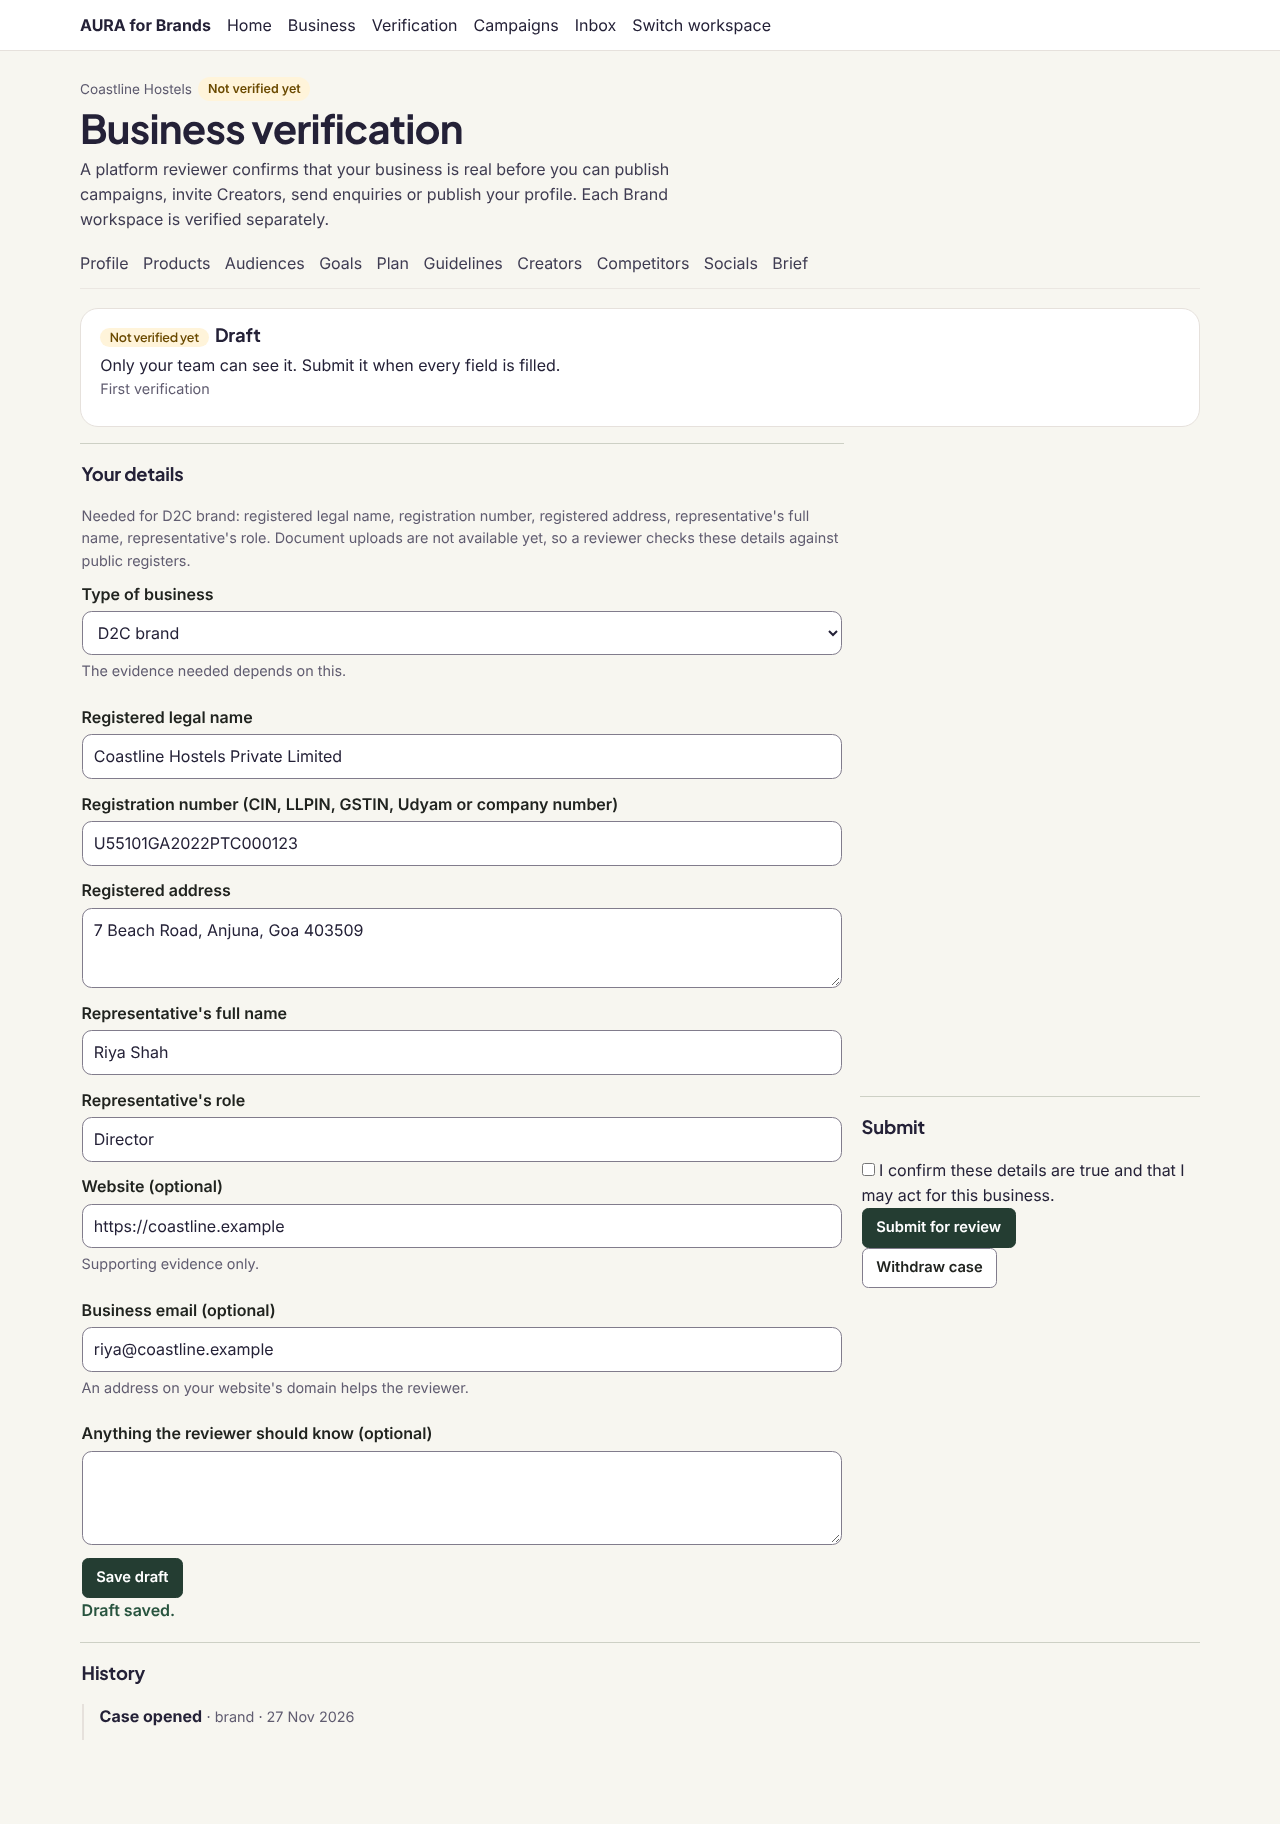 AURA for Brands Home Business Verification Campaigns Inbox Switch workspace
Coastline Hostels Not verified yet
Business verification
A platform reviewer confirms that your business is real before you can publish
campaigns, invite Creators, send enquiries or publish your profile. Each Brand
workspace is verified separately.
Profile Products Audiences Goals Plan Guidelines Creators Competitors Socials Brief
Not verified yet Draft
Only your team can see it. Submit it when every field is filled.
First verification
Your details
Needed for D2C brand: registered legal name, registration number, registered address, representative's full
name, representative's role. Document uploads are not available yet, so a reviewer checks these details against
public registers.
Type of business
D2C brand
The evidence needed depends on this.
Registered legal name
Coastline Hostels Private Limited
Registration number (CIN, LLPIN, GSTIN, Udyam or company number)
U55101GA2022PTC000123
Registered address
7 Beach Road, Anjuna, Goa 403509
Representative's full name
Riya Shah
Representative's role
Director
Website (optional)
https://coastline.example
Supporting evidence only.
Business email (optional)
riya@coastline.example
An address on your website's domain helps the reviewer.
Anything the reviewer should know (optional)
Save draft
Draft saved.
Submit
I confirm these details are true and that I
may act for this business.
Submit for review
Withdraw case
History
Case opened · brand · 27 Nov 2026